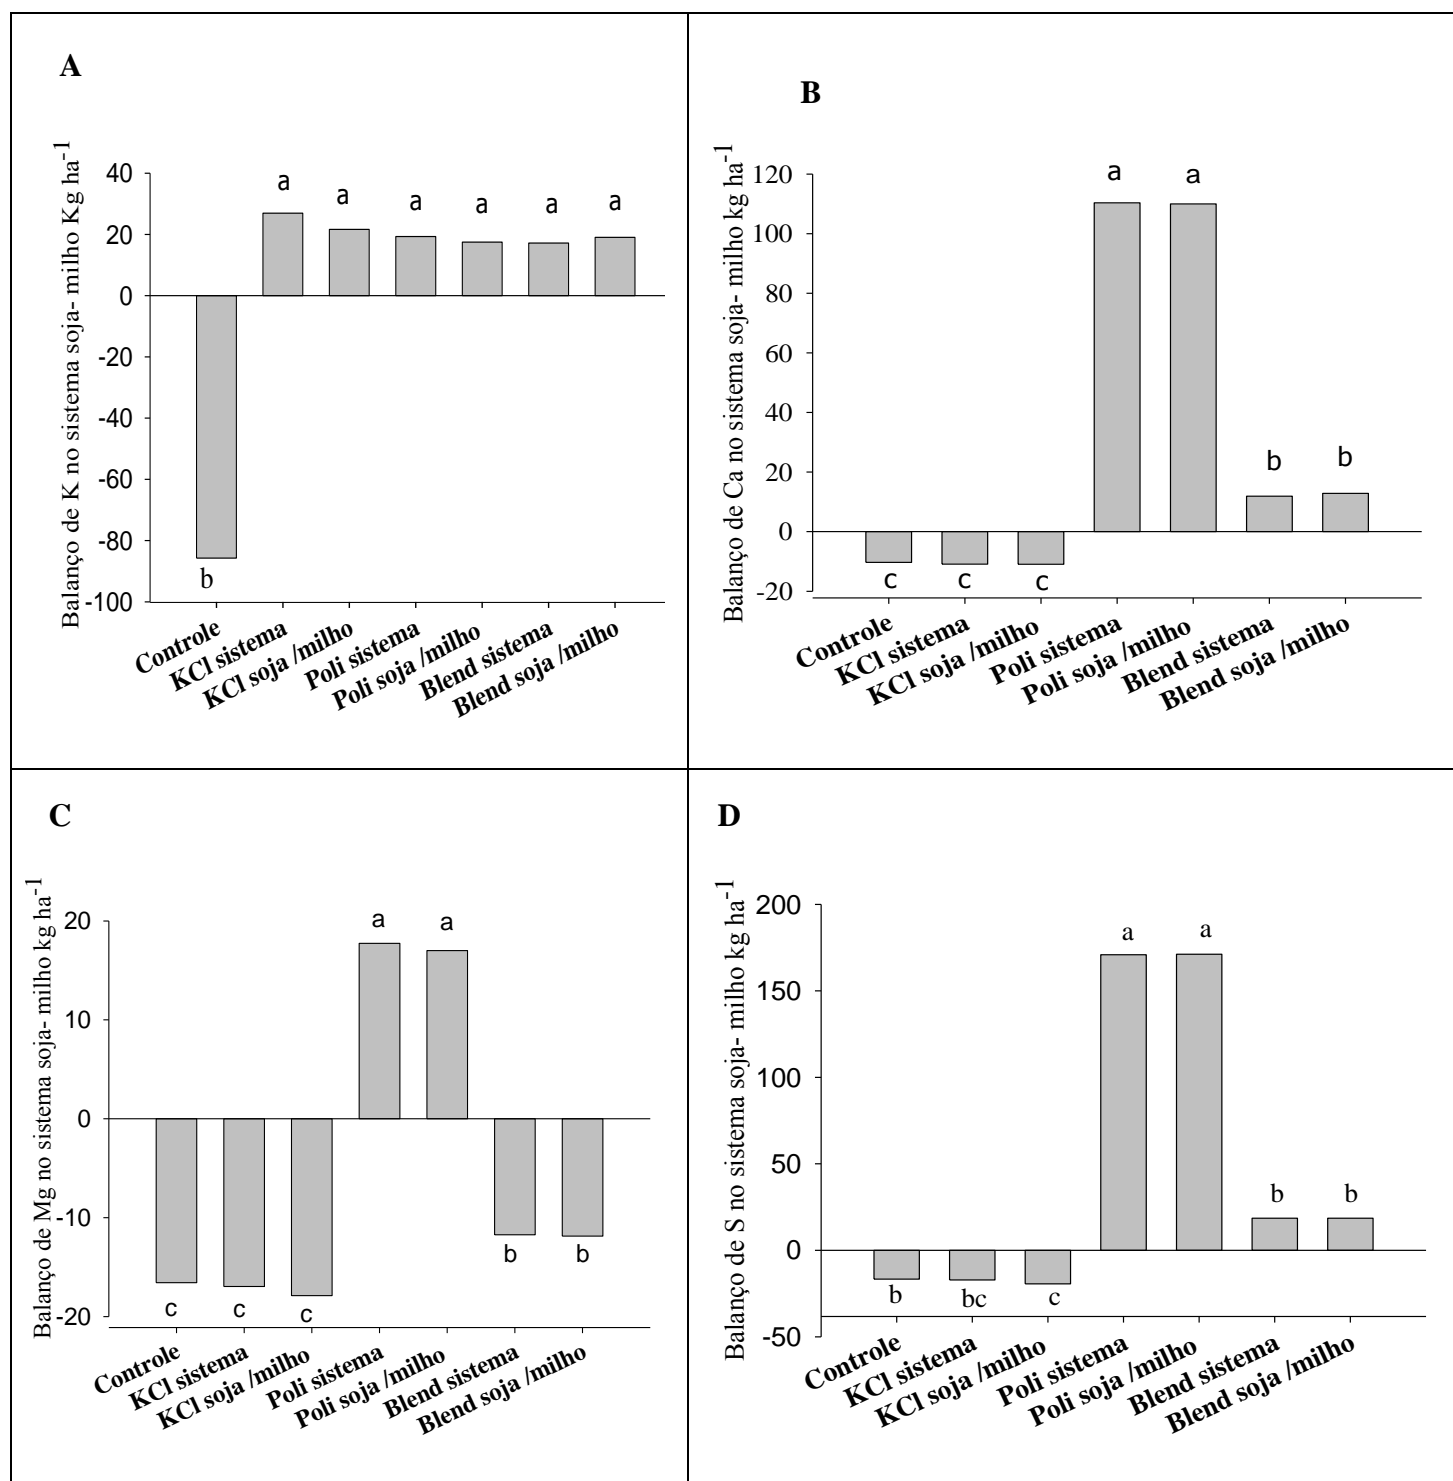 A
Balanço de K no sistema soja- milho Kg ha-1
40
20
0
-20
-40
-60
-80
-100
a a a a a a
b
Controle
KCl sistema
KCl soja /milho
Poli sistema
Poli soja /milho
Blend sistema
Blend soja /milho
B
Balanço de Ca no sistema soja- milho kg ha-1
120
100
80
60
40
20
0
-20
a a
b b
c c c
Controle
KCl sistema
KCl soja /milho
Poli sistema
Poli soja /milho
Blend sistema
Blend soja /milho
C
Balanço de Mg no sistema soja- milho kg ha-1
20
10
0
-10
-20
a a
b b
c c c
Controle
KCl sistema
KCl soja /milho
Poli sistema
Poli soja /milho
Blend sistema
Blend soja /milho
D
Balanço de S no sistema soja- milho kg ha-1
200
150
100
50
0
-50
a a
b b
b bc c
Controle
KCl sistema
KCl soja /milho
Poli sistema
Poli soja /milho
Blend sistema
Blend soja /milho